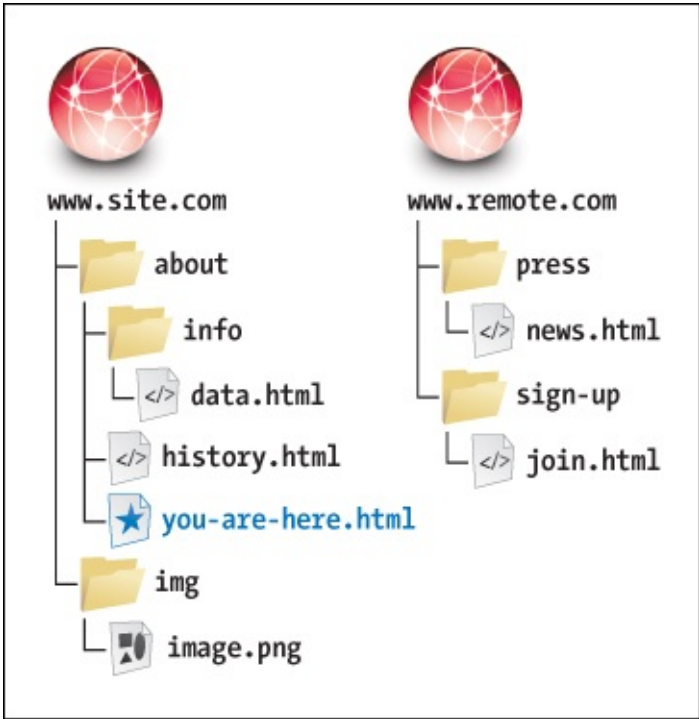 www.site.com
about
info
</>
data.html
</>
history.html
you-are-here.html
img
image.png
www.remote.com
press
</>
news.html
sign-up
</>
join.html